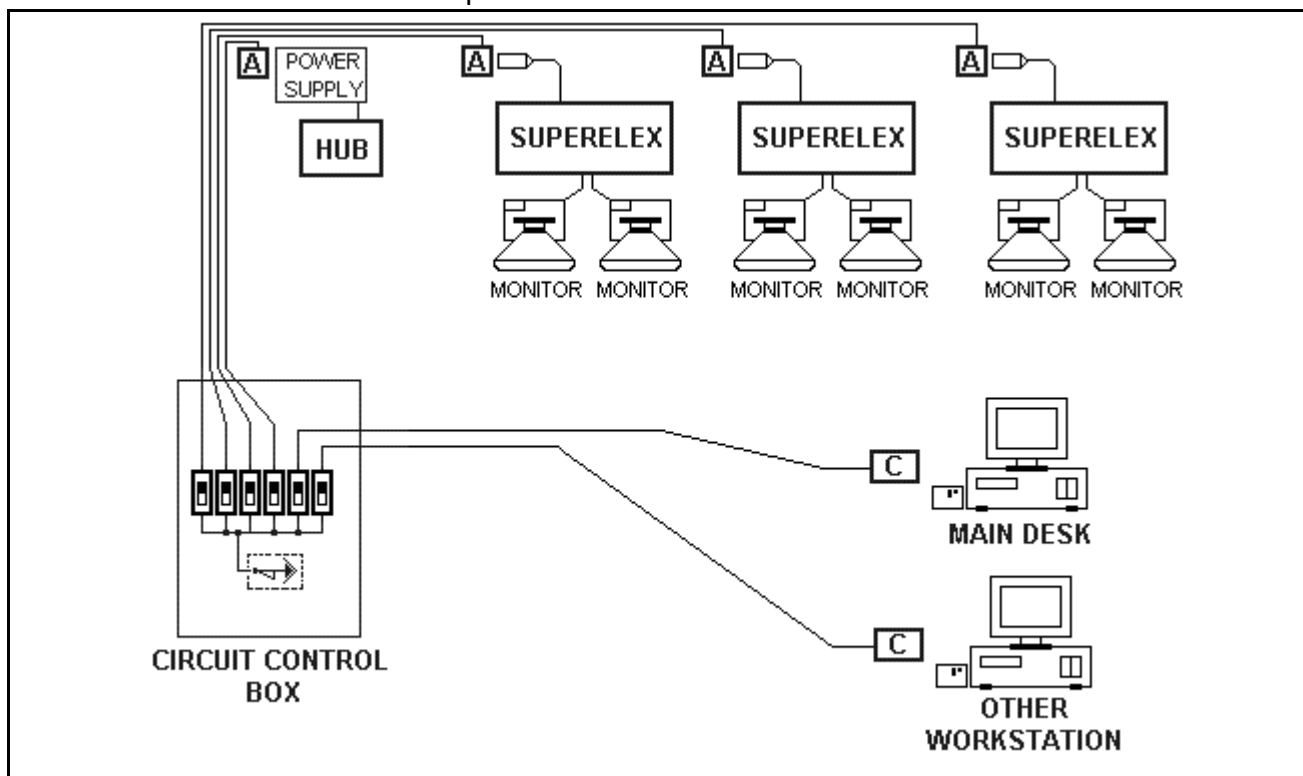 A
POWER
SUPPLY
HUB
A
SUPERELEX
MONITOR MONITOR
A
SUPERELEX
MONITOR MONITOR
A
SUPERELEX
MONITOR MONITOR
C
MAIN DESK
C
OTHER
WORKSTATION
CIRCUIT CONTROL
BOX